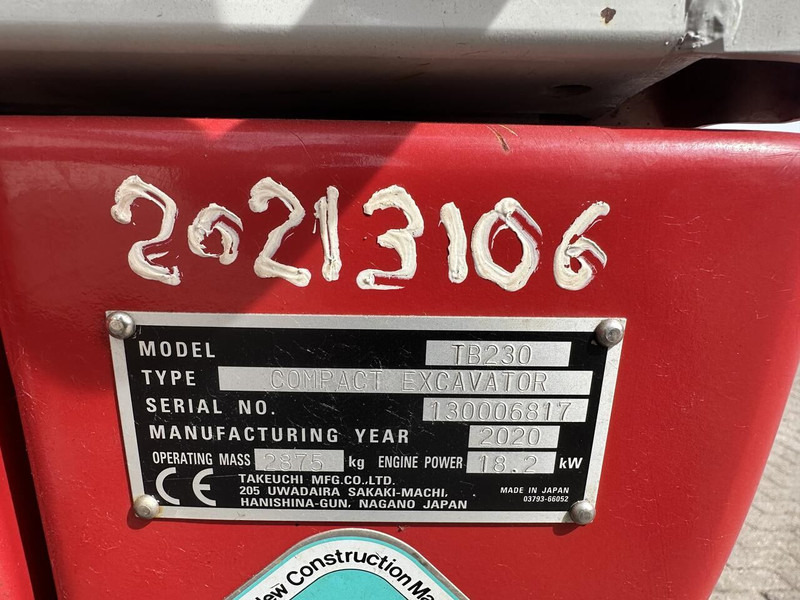 20213106
MODEL TB230
TYPE COMPACT EXCAVATOR
SERIAL NO. 130006817
MANUFACTURING YEAR 2020
OPERATING MASS 2875 kg ENGINE POWER 18.2 kW
CE TAKEUCHI MFG.CO.,LTD.
205 UWADAIRA SAKAKI-MACHI,
HANISHINA-GUN, NAGANO JAPAN
MADE IN JAPAN
03793-66052
New Construction